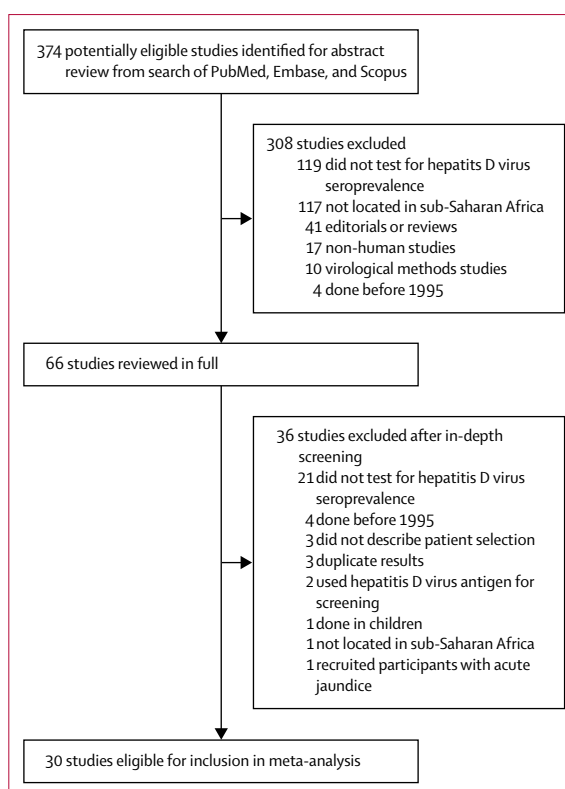 374 potentially eligible studies identified for abstract
review from search of PubMed, Embase, and Scopus
308 studies excluded
119 did not test for hepatits D virus
seroprevalence
117 not located in sub-Saharan Africa
41 editorials or reviews
17 non-human studies
10 virological methods studies
4 done before 1995
66 studies reviewed in full
36 studies excluded after in-depth
screening
21 did not test for hepatitis D virus
seroprevalence
4 done before 1995
3 did not describe patient selection
3 duplicate results
2 used hepatitis D virus antigen for
screening
1 done in children
1 not located in sub-Saharan Africa
1 recruited participants with acute
jaundice
30 studies eligible for inclusion in meta-analysis